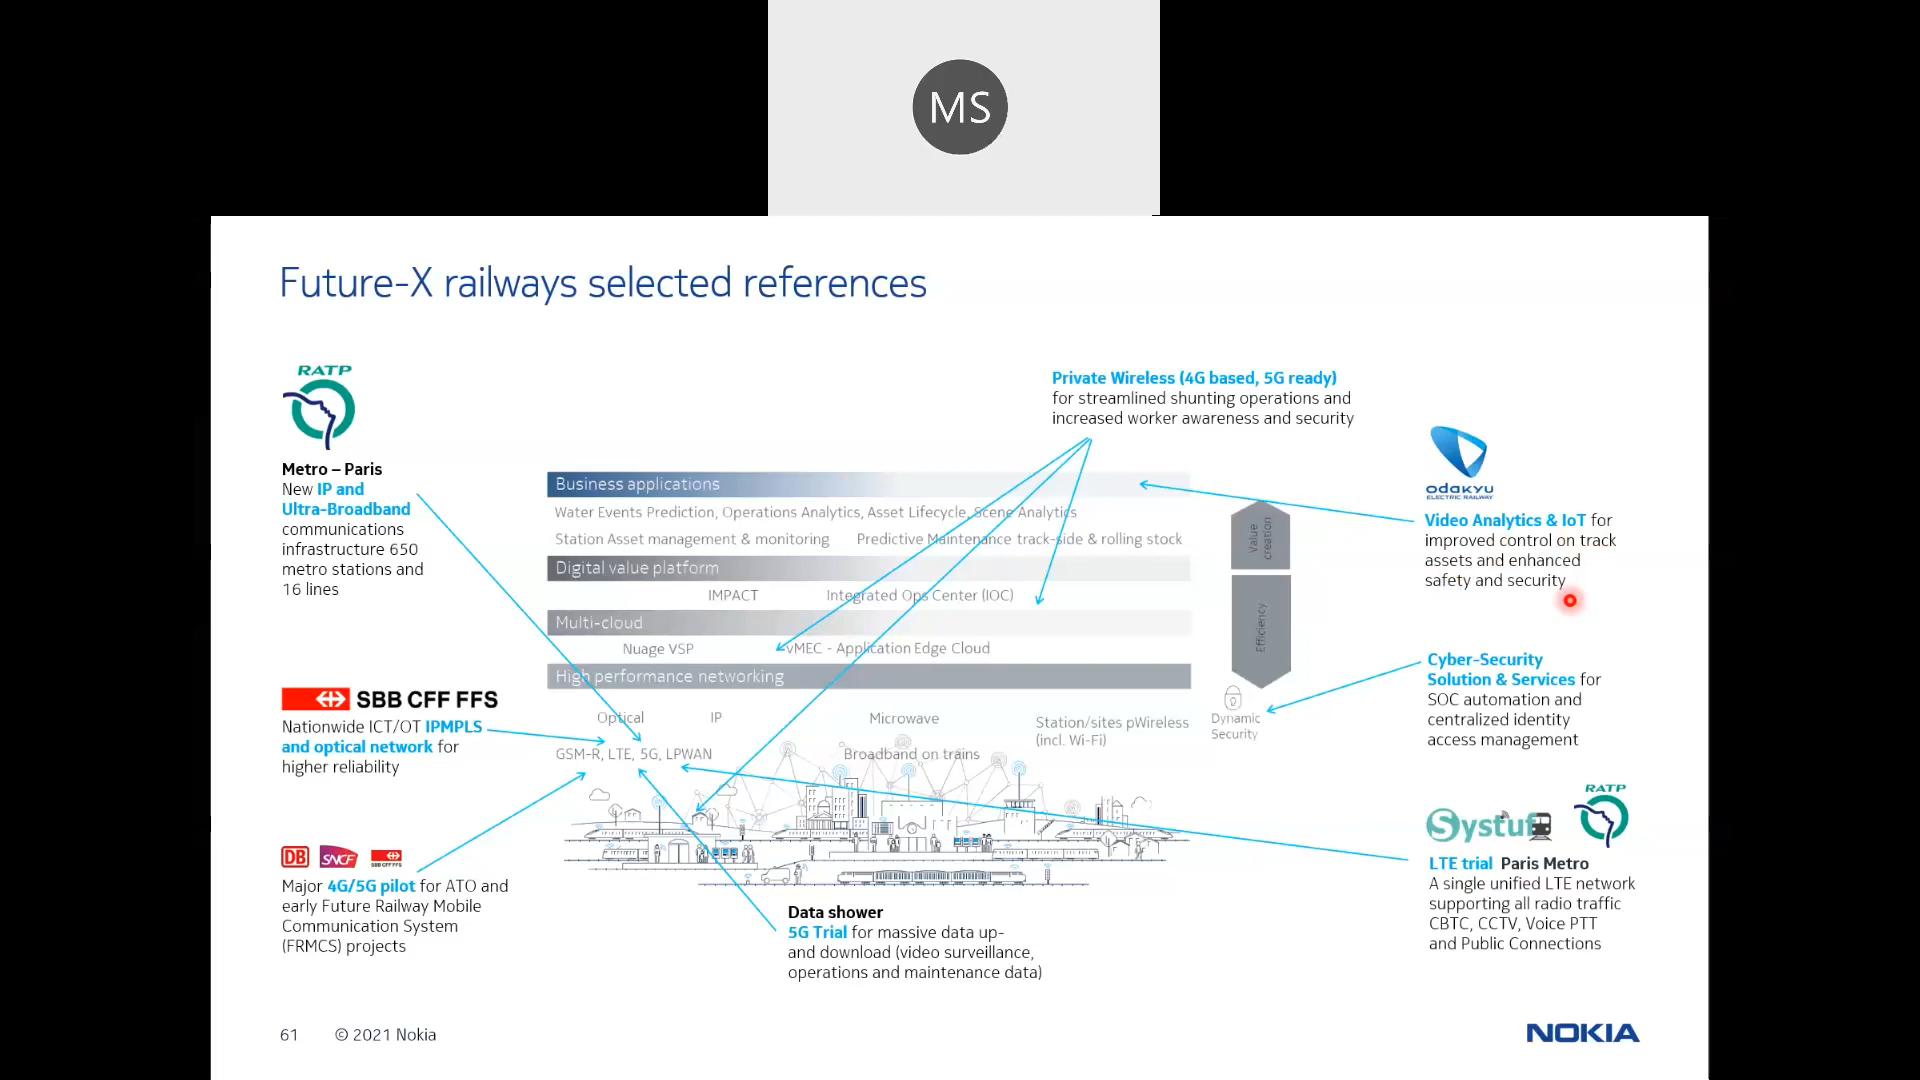 MS
Future-X railways selected references
RATP
Metro – Paris
New IP and
Ultra-Broadband
communications
infrastructure 650
metro stations and
16 lines
SBB CFF FFS
Nationwide ICT/OT IPMPLS
and optical network for
higher reliability
DB SNCF SBB CFF FFS
Major 4G/5G pilot for ATO and
early Future Railway Mobile
Communication System
(FRMCS) projects
Private Wireless (4G based, 5G ready)
for streamlined shunting operations and
increased worker awareness and security
Business applications
Water Events Prediction, Operations Analytics, Asset Lifecycle, Scene Analytics
Station Asset management & monitoring Predictive Maintenance track-side & rolling stock
Digital value platform
IMPACT Integrated Ops Center (IOC)
Multi-cloud
Nuage VSP vMEC - Application Edge Cloud
High performance networking
Optical IP Microwave Station/sites pWireless
(incl. Wi-Fi)
GSM-R, LTE, 5G, LPWAN Broadband on trains
Value
creation
Efficiency
Dynamic
Security
Data shower
5G Trial for massive data up-
and download (video surveillance,
operations and maintenance data)
odakyu
ELECTRIC RAILWAY
Video Analytics & IoT for
improved control on track
assets and enhanced
safety and security
Cyber-Security
Solution & Services for
SOC automation and
centralized identity
access management
Systuf RATP
LTE trial Paris Metro
A single unified LTE network
supporting all radio traffic
CBTC, CCTV, Voice PTT
and Public Connections
61 © 2021 Nokia
NOKIA